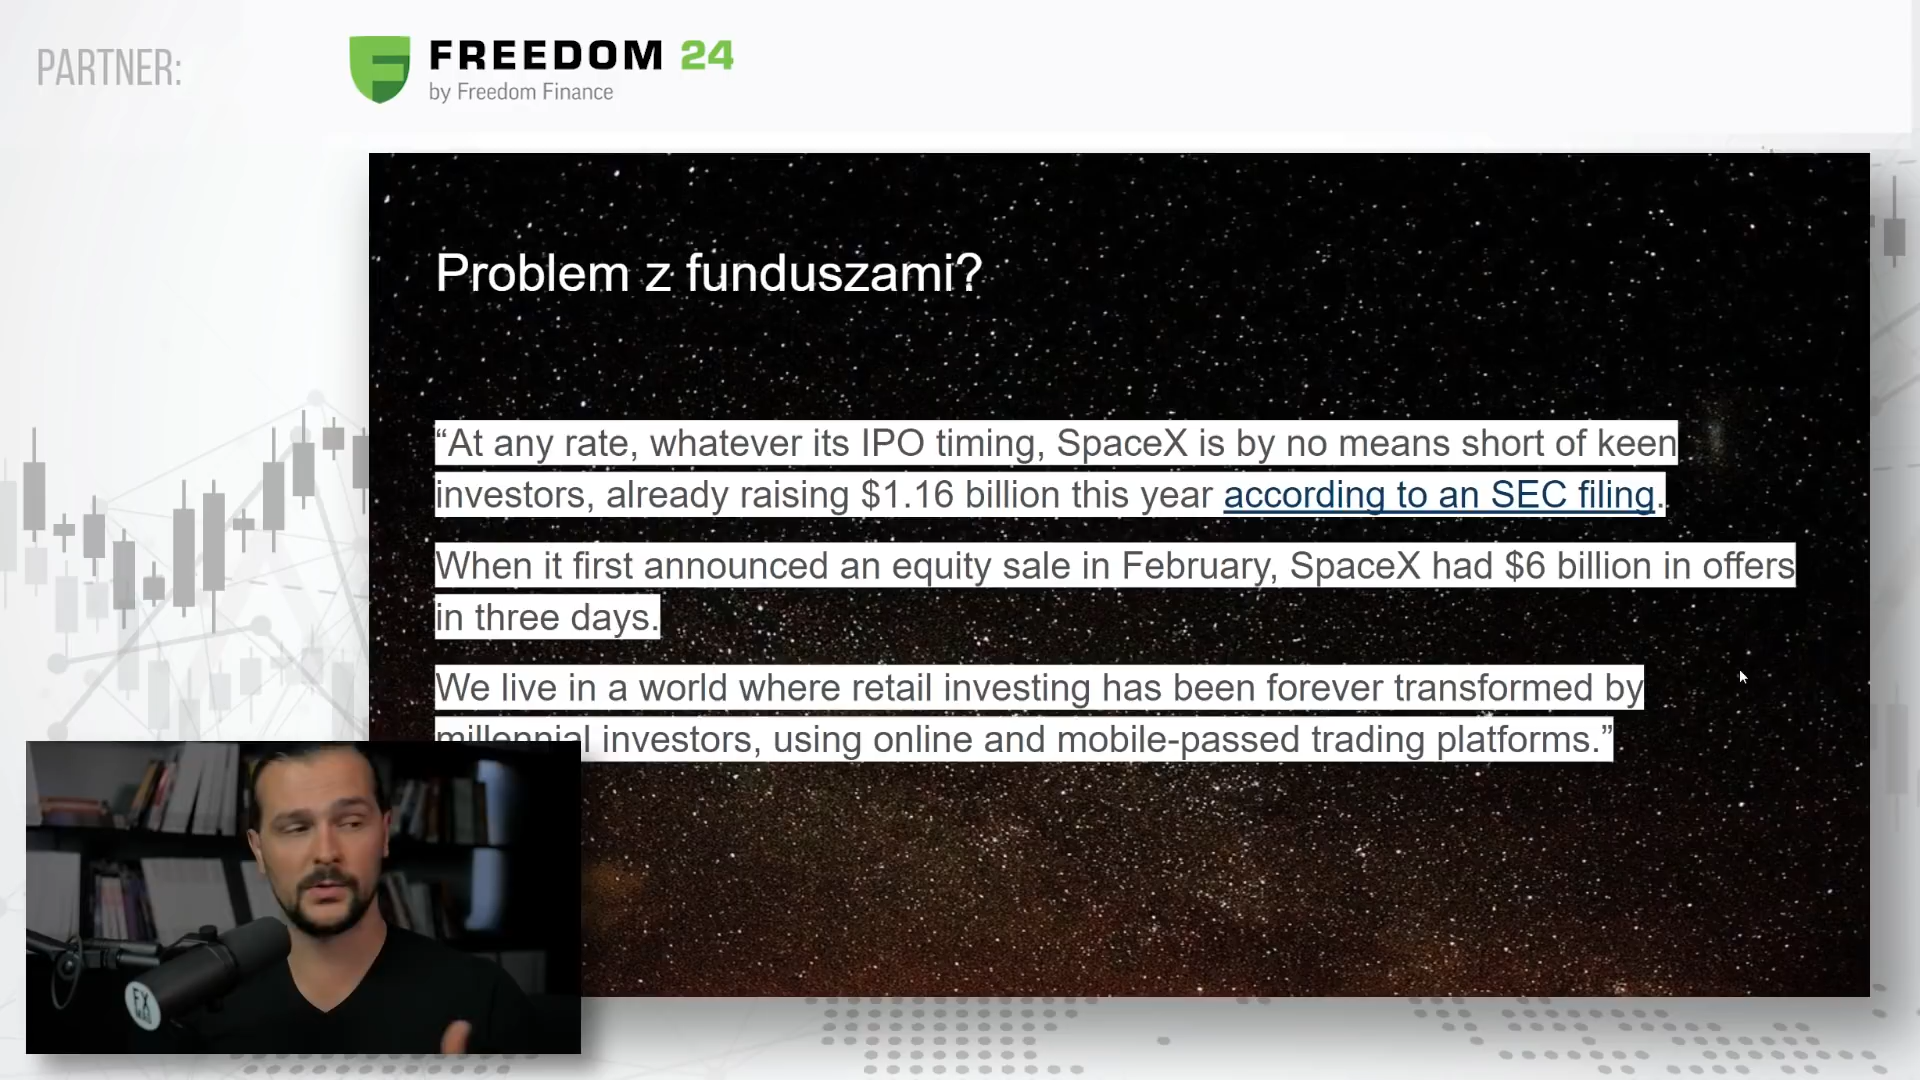 PARTNER:
FREEDOM 24
by Freedom Finance
Problem z funduszami?
“At any rate, whatever its IPO timing, SpaceX is by no means short of keen
investors, already raising $1.16 billion this year according to an SEC filing.
When it first announced an equity sale in February, SpaceX had $6 billion in offers
in three days.
We live in a world where retail investing has been forever transformed by
millennial investors, using online and mobile-passed trading platforms.”
FX
MAG